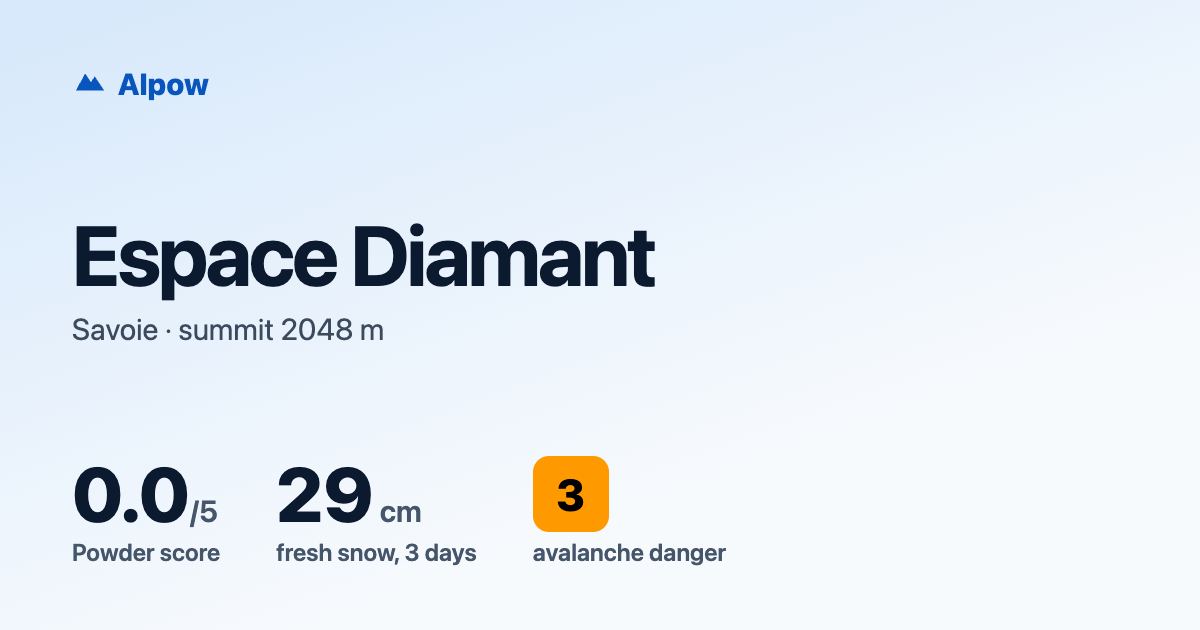 Alpow
Espace Diamant
Savoie · summit 2048 m
0.0/5
Powder score
29 cm
fresh snow, 3 days
3
avalanche danger